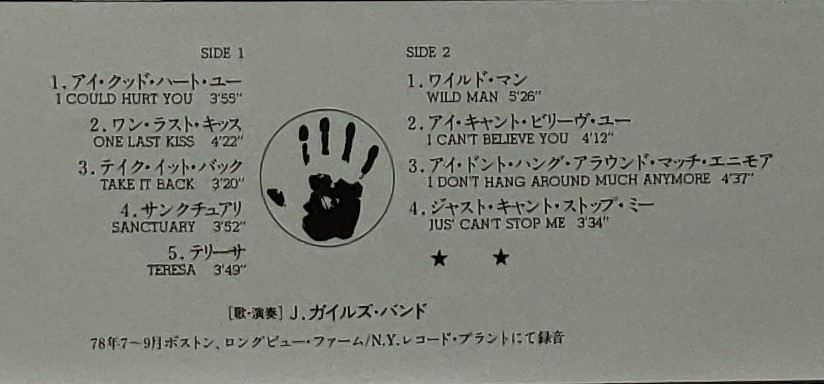 SIDE 1
1. アイ・クッド・ハート・ユー
I COULD HURT YOU 3'55"
2. ワン・ラスト・キッス
ONE LAST KISS 4'22"
3. テイク・イット・バック
TAKE IT BACK 3'20"
4. サンクチュアリ
SANCTUARY 3'52"
5. テリーサ
TERESA 3'49"
SIDE 2
1. ワイルド・マン
WILD MAN 5'26"
2. アイ・キャント・ビリーヴ・ユー
I CAN'T BELIEVE YOU 4'12"
3. アイ・ドント・ハング・アラウンド・マッチ・エニモア
I DON'T HANG AROUND MUCH ANYMORE 4'37"
4. ジャスト・キャント・ストップ・ミー
JUS' CAN'T STOP ME 3'34"
★ ★
[歌・演奏] J. ガイルズ・バンド
78年7〜9月ボストン、ロングビュー・ファーム/N.Y.レコード・プラントにて録音